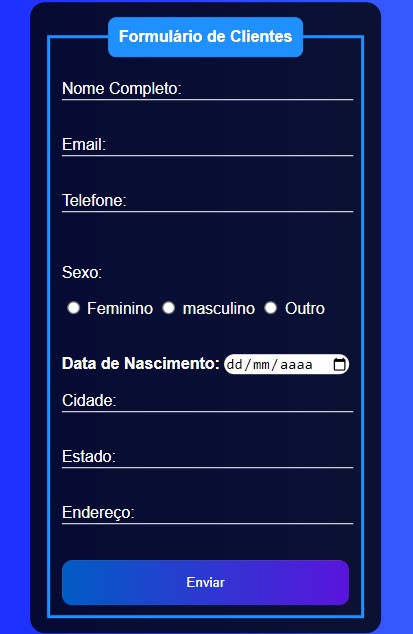 Formulário de Clientes
Nome Completo:
Email:
Telefone:
Sexo:
Feminino masculino Outro
Data de Nascimento: dd/mm/aaaa
Cidade:
Estado:
Endereço:
Enviar